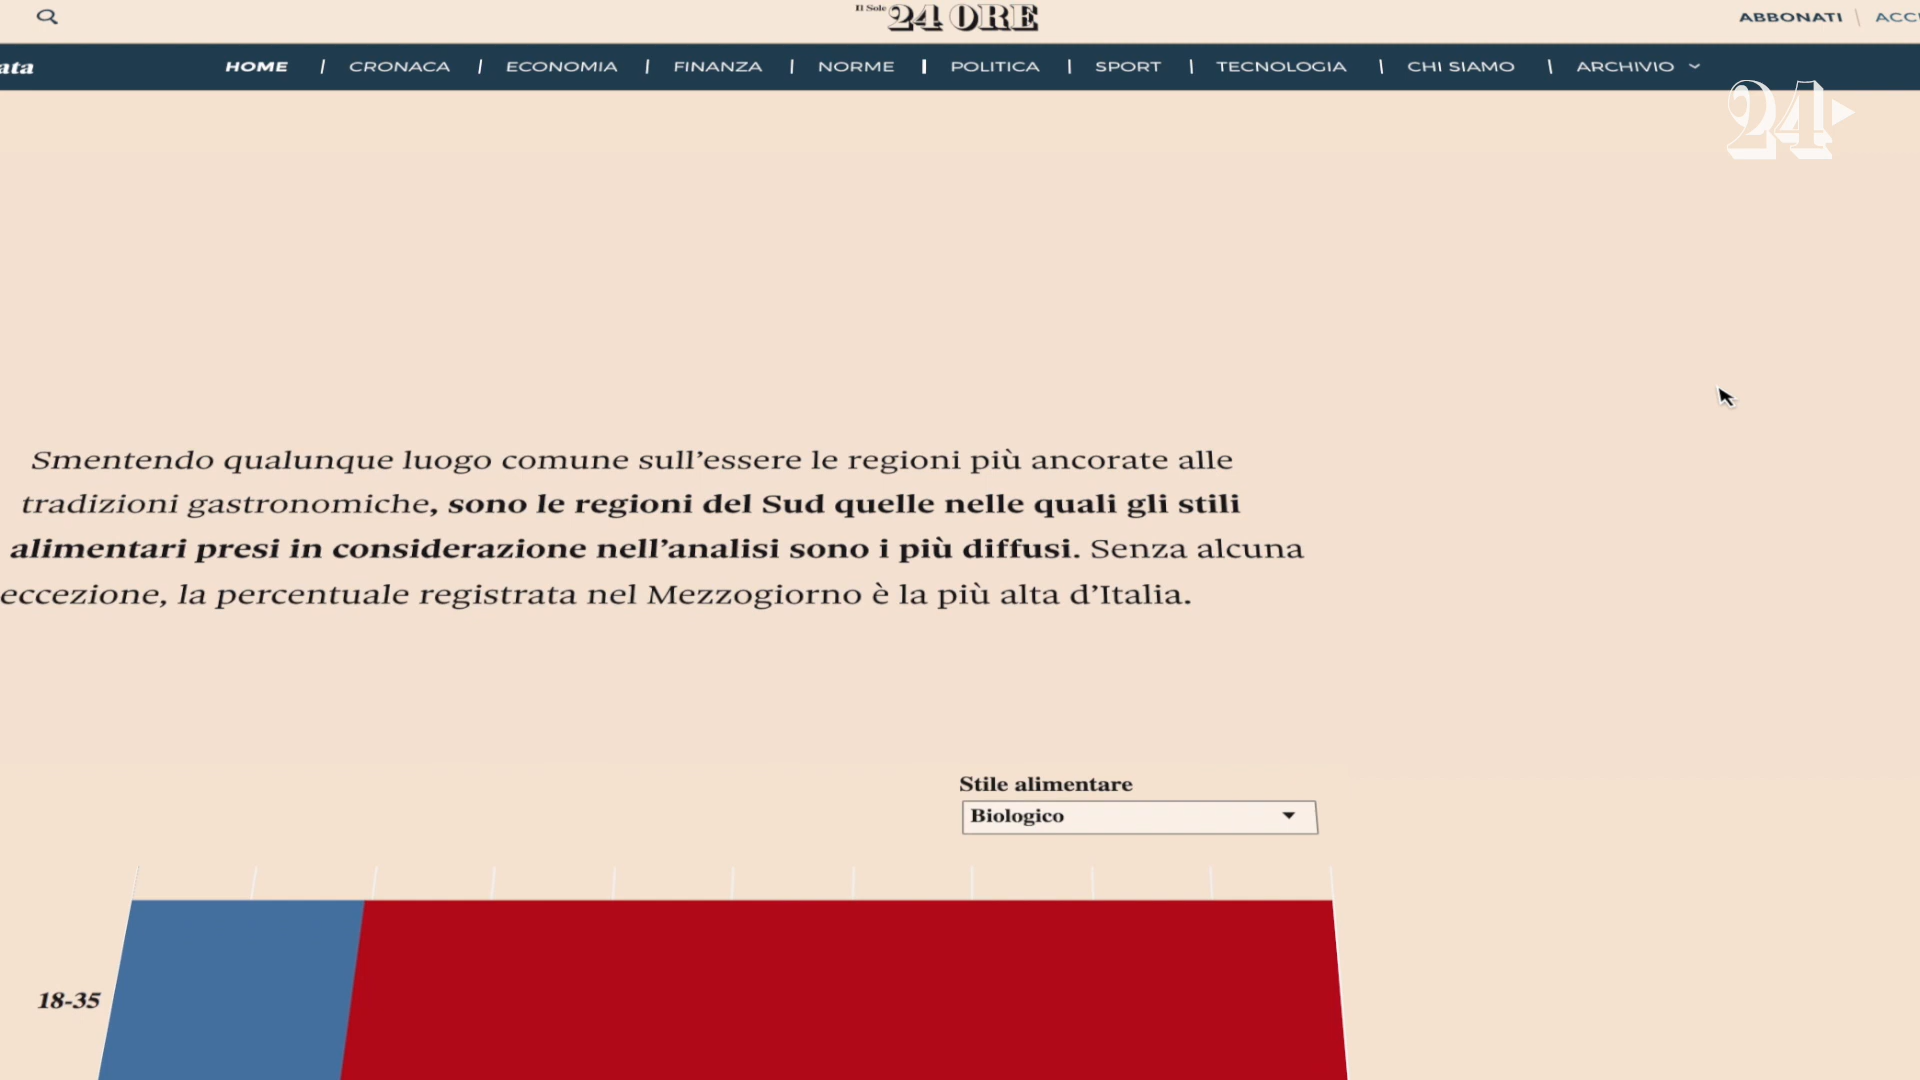 Il Sole
24 ORE
ABBONATI
HOME
CRONACA
ECONOMIA
FINANZA
NORME
POLITICA
SPORT
TECNOLOGIA
CHI SIAMO
ARCHIVIO
24
Smentendo qualunque luogo comune sull’essere le regioni più ancorate alle
tradizioni gastronomiche, sono le regioni del Sud quelle nelle quali gli stili
alimentari presi in considerazione nell’analisi sono i più diffusi. Senza alcuna
eccezione, la percentuale registrata nel Mezzogiorno è la più alta d’Italia.
Stile alimentare
Biologico
18-35